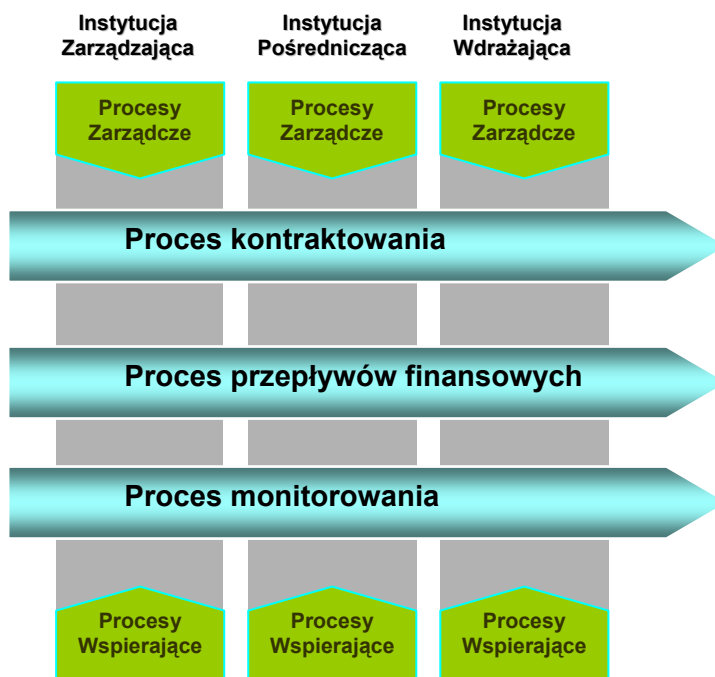 Instytucja
Zarządzająca
Instytucja
Pośrednicząca
Instytucja
Wdrażająca
Procesy
Zarządcze
Procesy
Zarządcze
Procesy
Zarządcze
Proces kontraktowania
Proces przepływów finansowych
Proces monitorowania
Procesy
Wspierające
Procesy
Wspierające
Procesy
Wspierające